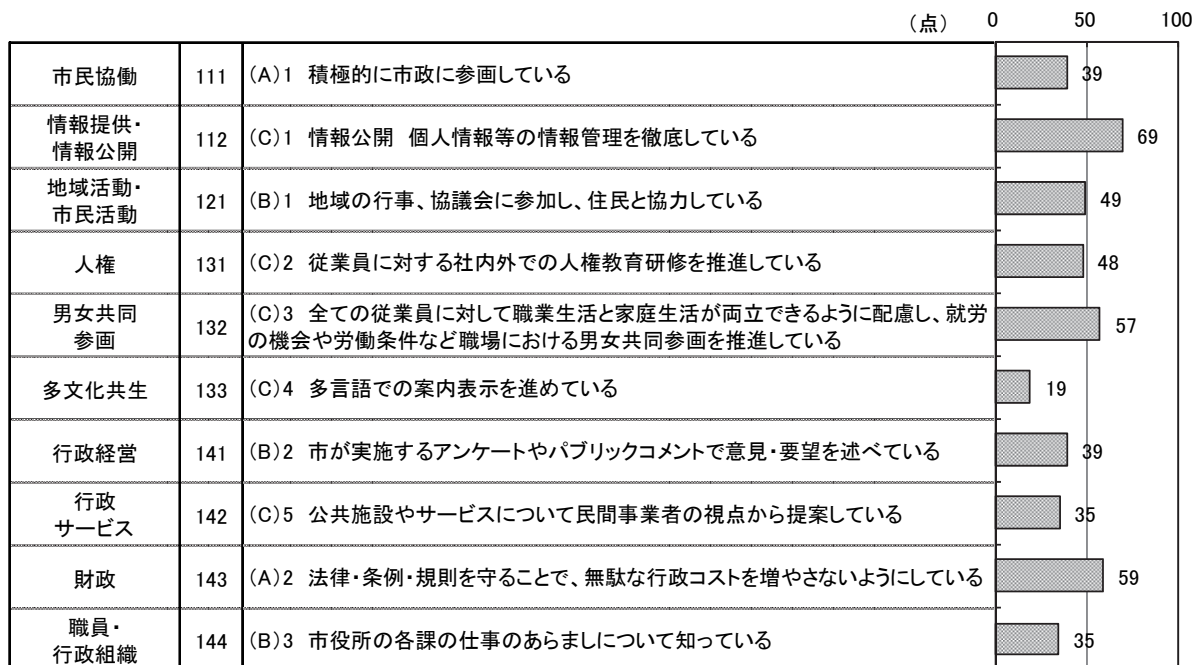 (点) 0 50 100
市民協働 111 (A)1 積極的に市政に参画している 39
情報提供・
情報公開 112 (C)1 情報公開 個人情報等の情報管理を徹底している 69
地域活動・
市民活動 121 (B)1 地域の行事、協議会に参加し、住民と協力している 49
人権 131 (C)2 従業員に対する社内外での人権教育研修を推進している 48
男女共同
参画 132 (C)3 全ての従業員に対して職業生活と家庭生活が両立できるように配慮し、就労
の機会や労働条件など職場における男女共同参画を推進している 57
多文化共生 133 (C)4 多言語での案内表示を進めている 19
行政経営 141 (B)2 市が実施するアンケートやパブリックコメントで意見・要望を述べている 39
行政
サービス 142 (C)5 公共施設やサービスについて民間事業者の視点から提案している 35
財政 143 (A)2 法律・条例・規則を守ることで、無駄な行政コストを増やさないようにしている 59
職員・
行政組織 144 (B)3 市役所の各課の仕事のあらましについて知っている 35